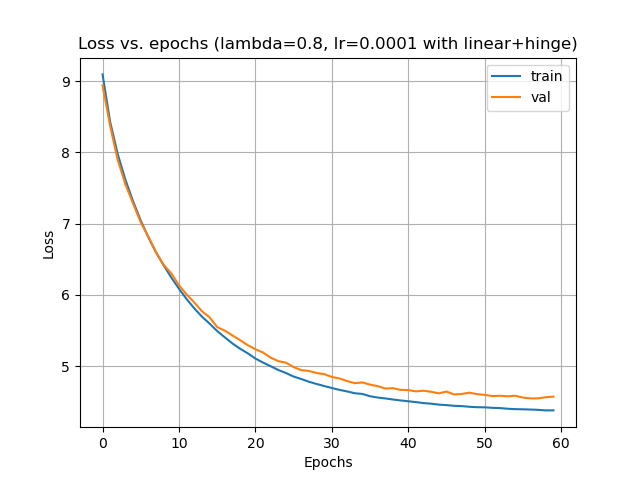 Loss vs. epochs (lambda=0.8, lr=0.0001 with linear+hinge)
train
val
Loss
9
8
7
6
5
0 10 20 30 40 50 60
Epochs